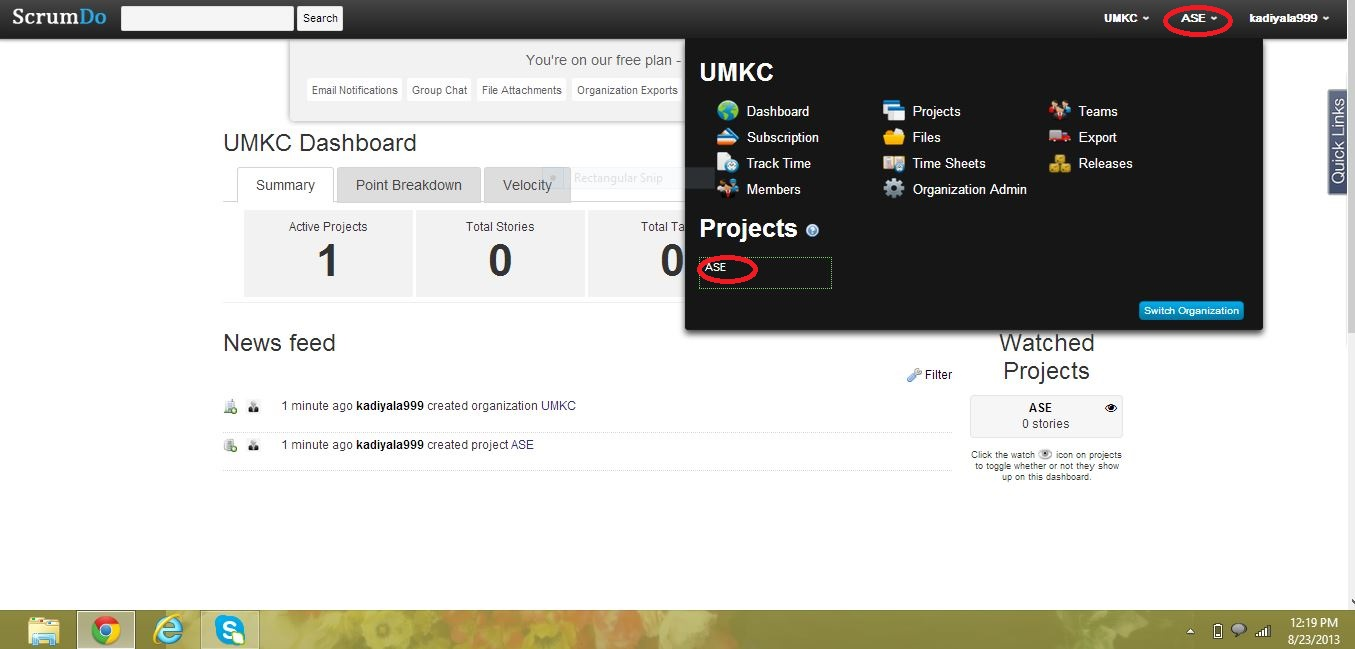 ScrumDo
Search
UMKC
ASE
kadiyala999
You're on our free plan -
Email Notifications
Group Chat
File Attachments
Organization Exports
UMKC Dashboard
Summary
Point Breakdown
Velocity
Rectangular Snip
Active Projects
1
Total Stories
0
Total Ta
0
UMKC
Dashboard
Projects
Teams
Subscription
Files
Export
Track Time
Time Sheets
Releases
Members
Organization Admin
Projects
ASE
Switch Organization
Quick Links
News feed
Filter
1 minute ago kadiyala999 created organization UMKC
1 minute ago kadiyala999 created project ASE
Watched
Projects
ASE
0 stories
Click the watch icon on projects
to toggle whether or not they show
up on this dashboard.
12:19 PM
8/23/2013